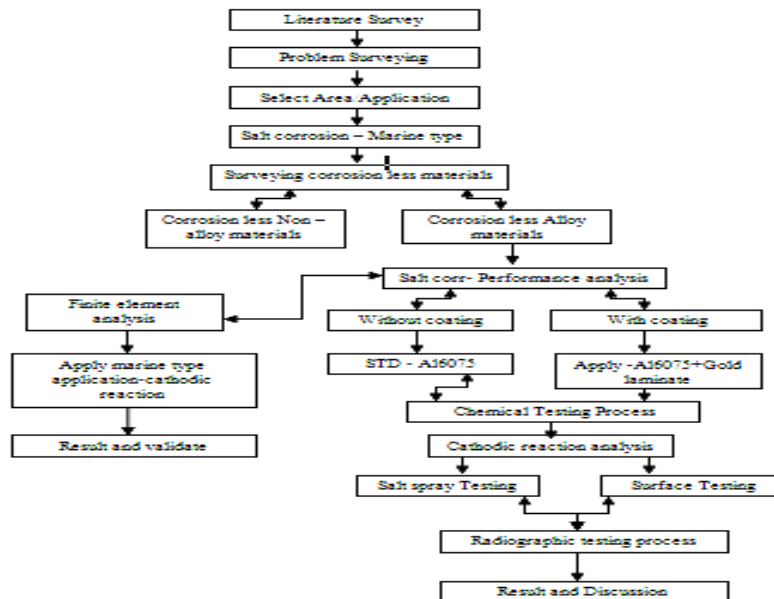 Literature Survey
Problem Surveying
Select Area/Application
Salt corrosion – Marine type
Surveying corrosion less materials
Corrosion less Non –
alloy materials
Corrosion less Alloy
materials
Salt corr- Performance analysis
Finite element
analysis
Without coating
With coating
Apply marine type
application-cathodic
reaction
STD - Al6075
Apply -Al6075+Gold
laminate
Chemical Testing Process
Result and validate
Cathodic reaction analysis
Salt spray Testing
Surface Testing
Radiographic testing process
Result and Discussion